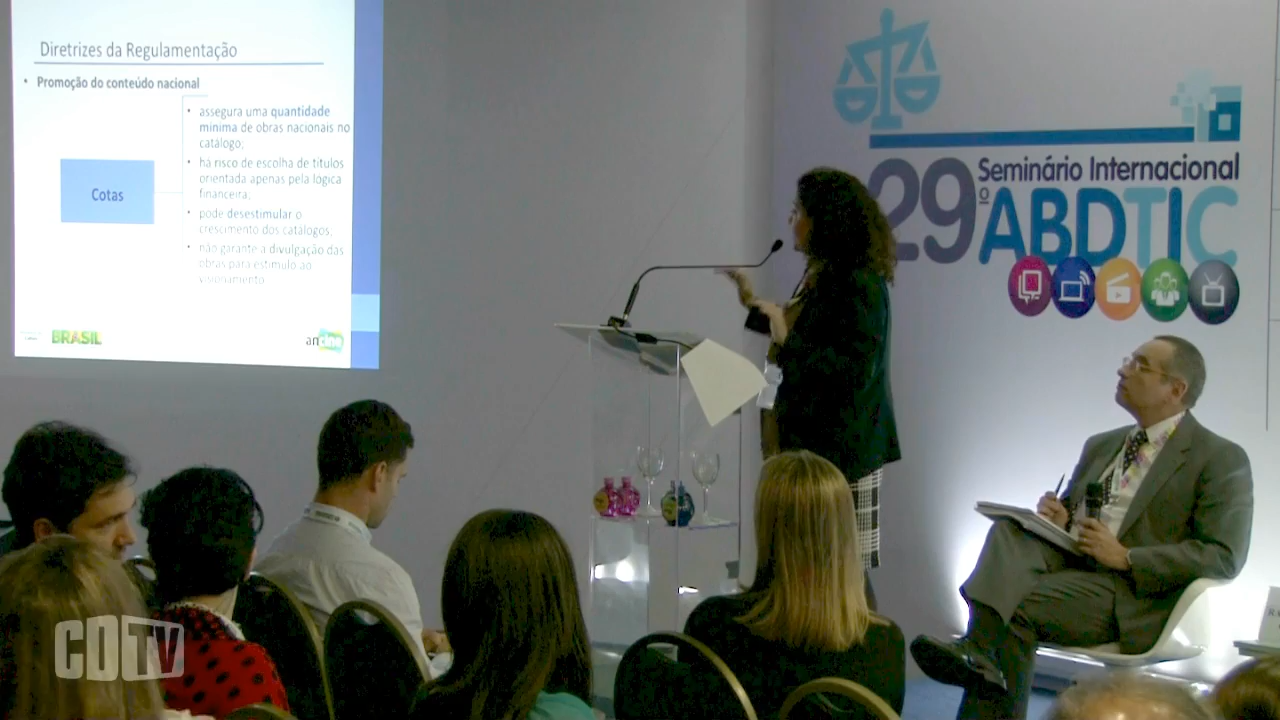 Diretrizes da Regulamentação
• Promoção do conteúdo nacional
• assegura uma quantidade
mínima de obras nacionais no
catálogo;
• há risco de escolha de títulos
orientada apenas pela lógica
financeira;
• pode desestimular o
crescimento dos catálogos;
• não garante a divulgação das
obras para estímulo ao
visionamento
Cotas
BRASIL
ancine
29º Seminário Internacional
ABDTIC
CDTV